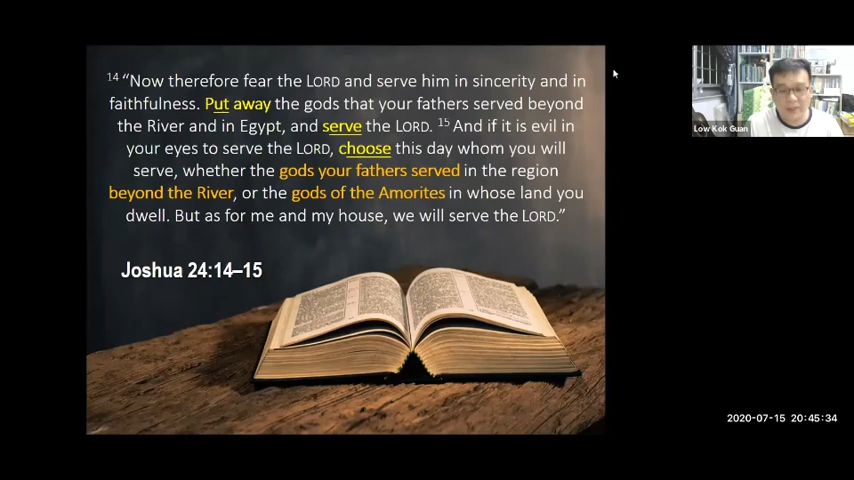 14 “Now therefore fear the LORD and serve him in sincerity and in
faithfulness. Put away the gods that your fathers served beyond
the River and in Egypt, and serve the LORD. 15 And if it is evil in
your eyes to serve the LORD, choose this day whom you will
serve, whether the gods your fathers served in the region
beyond the River, or the gods of the Amorites in whose land you
dwell. But as for me and my house, we will serve the LORD.”
Joshua 24:14–15
Low Kok Guan
2020-07-15 20:45:34